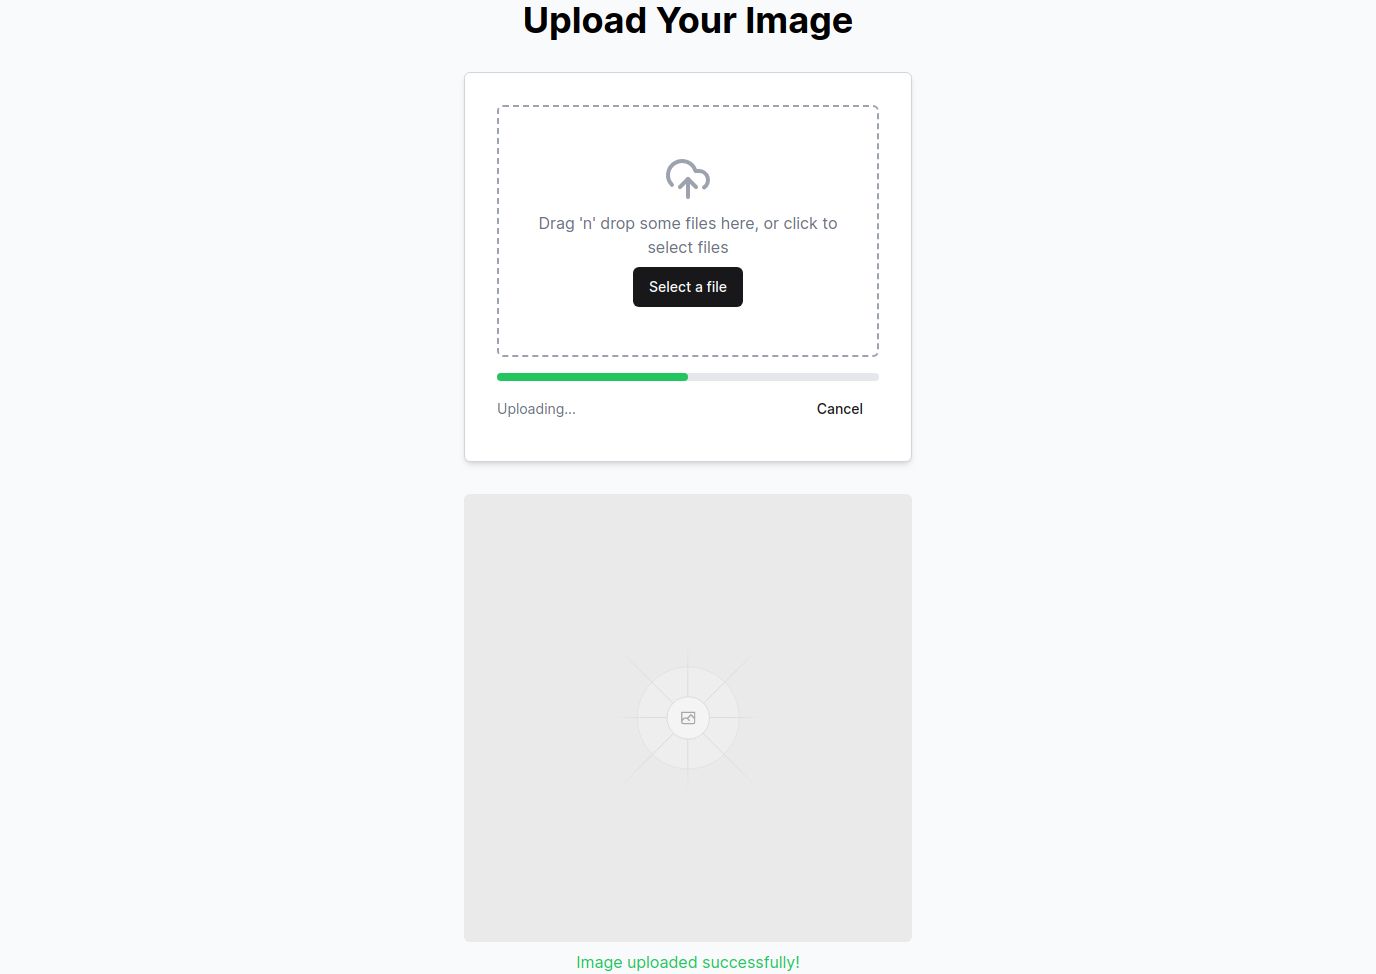 Upload Your Image
Drag 'n' drop some files here, or click to
select files
Select a file
Uploading...
Cancel
Image uploaded successfully!